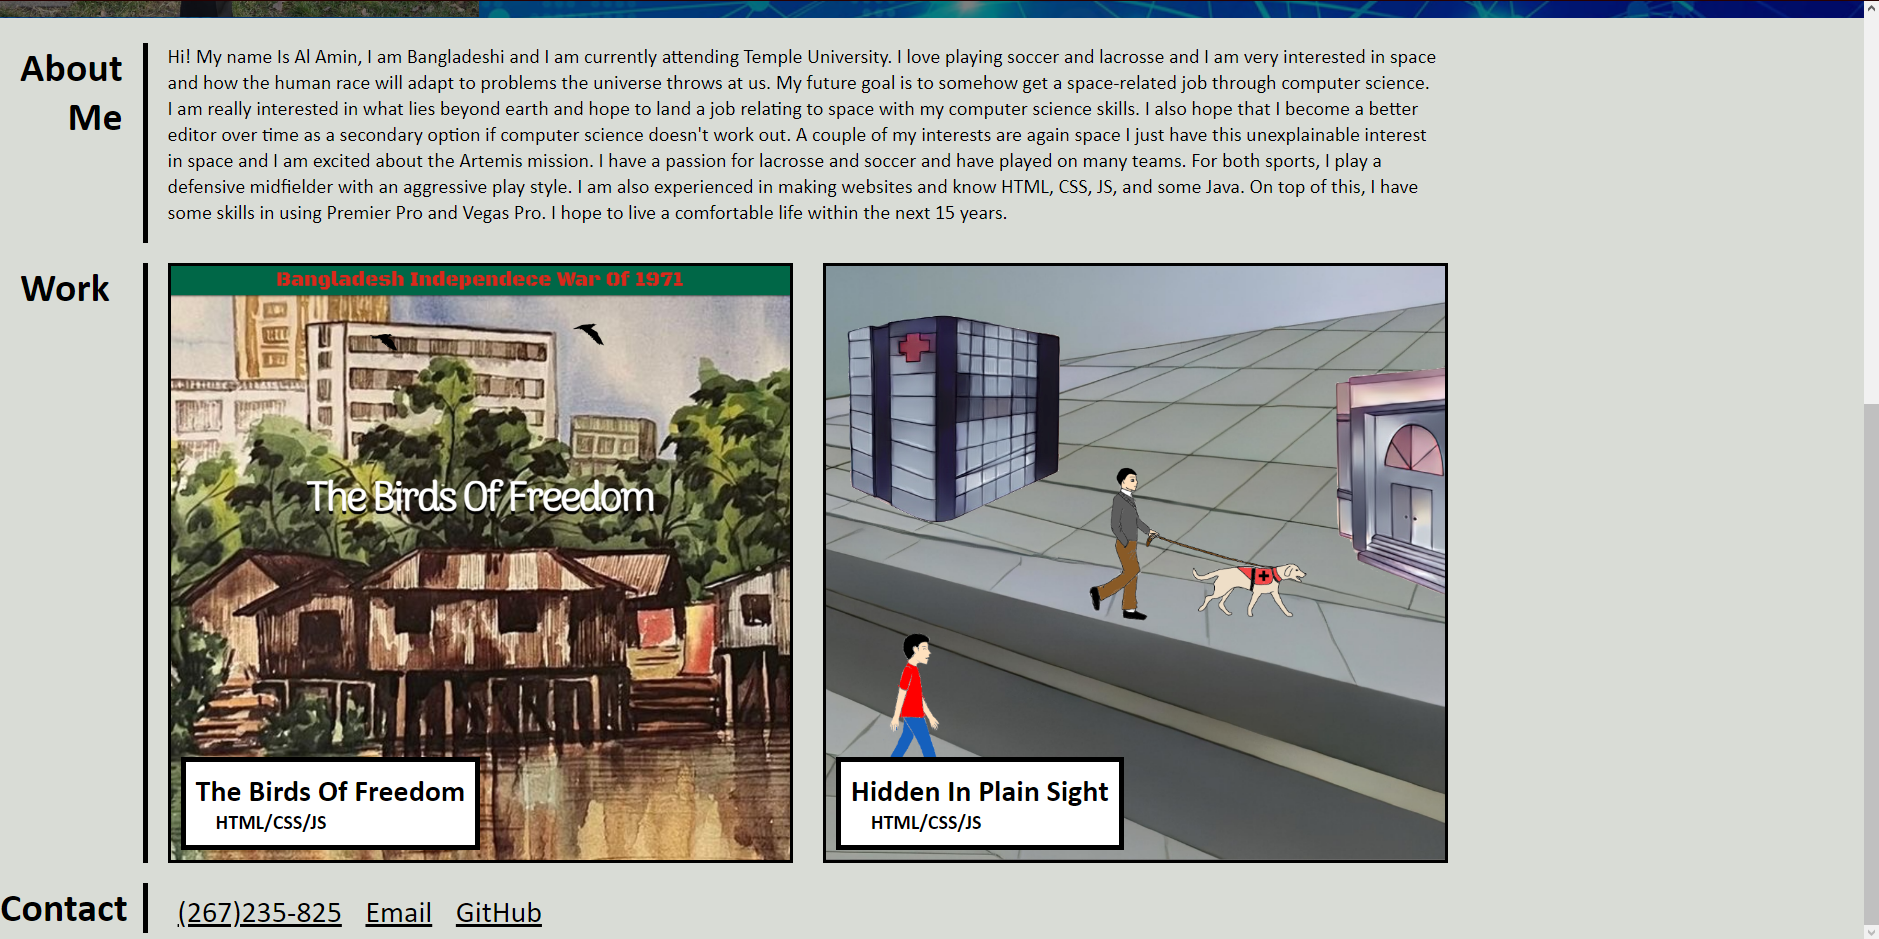 About
Me
Hi! My name Is Al Amin, I am Bangladeshi and I am currently attending Temple University. I love playing soccer and lacrosse and I am very interested in space
and how the human race will adapt to problems the universe throws at us. My future goal is to somehow get a space-related job through computer science.
I am really interested in what lies beyond earth and hope to land a job relating to space with my computer science skills. I also hope that I become a better
editor over time as a secondary option if computer science doesn't work out. A couple of my interests are again space I just have this unexplainable interest
in space and I am excited about the Artemis mission. I have a passion for lacrosse and soccer and have played on many teams. For both sports, I play a
defensive midfielder with an aggressive play style. I am also experienced in making websites and know HTML, CSS, JS, and some Java. On top of this, I have
some skills in using Premier Pro and Vegas Pro. I hope to live a comfortable life within the next 15 years.
Work
Bangladesh Independece War Of 1971
The Birds Of Freedom
The Birds Of Freedom
HTML/CSS/JS
Hidden In Plain Sight
HTML/CSS/JS
Contact
(267)235-825 Email GitHub